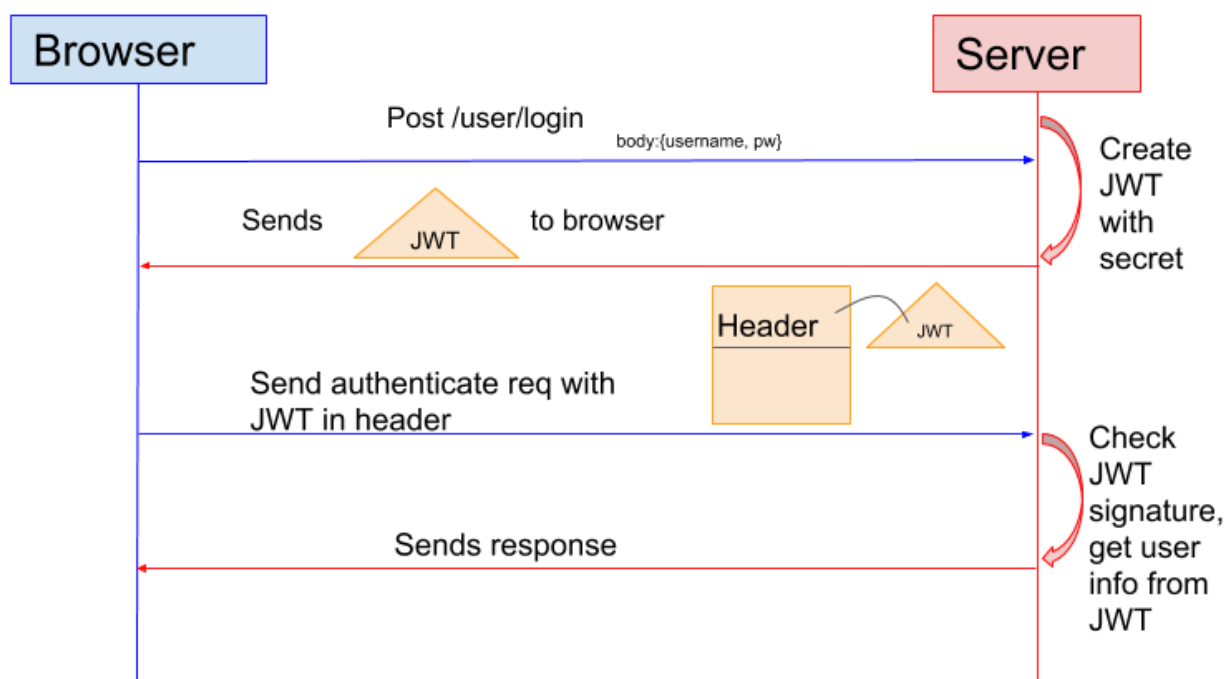 Browser
Server
Post /user/login
body:{username, pw}
Create
JWT
with
secret
Sends
JWT
to browser
Header
JWT
Send authenticate req with
JWT in header
Check
JWT
signature,
get user
info from
JWT
Sends response